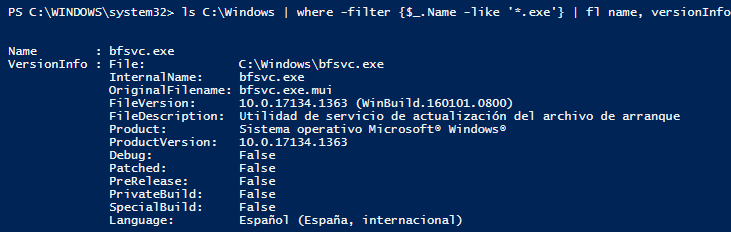 PS C:\WINDOWS\system32> ls C:\Windows | where -filter {$_.Name -like '*.exe'} | fl name, versionInfo
Name        : bfsvc.exe
VersionInfo : File:             C:\Windows\bfsvc.exe
InternalName:     bfsvc.exe
OriginalFilename: bfsvc.exe.mui
FileVersion:      10.0.17134.1363 (WinBuild.160101.0800)
FileDescription:  Utilidad de servicio de actualización del archivo de arranque
Product:          Sistema operativo Microsoft® Windows®
ProductVersion:   10.0.17134.1363
Debug:            False
Patched:          False
PreRelease:       False
PrivateBuild:     False
SpecialBuild:     False
Language:         Español (España, internacional)